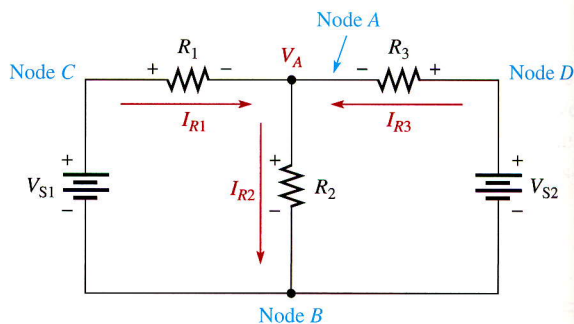 Node A
Node C
+ R1 −
VA
− R3 +
Node D
IR1
IR3
+
VS1
−
IR2
+
R2
−
+
VS2
−
Node B